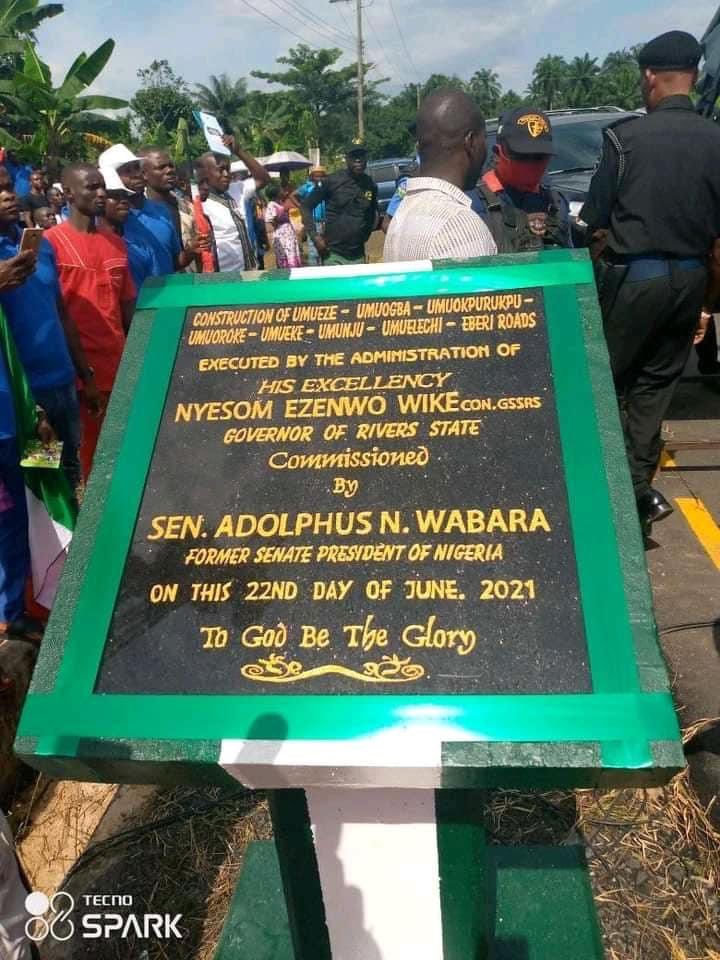 CONSTRUCTION OF UMUEZE - UMUOGBA - UMUOKPURUKPU -
UMUOROKE - UMUEKE - UMUNJU - UMUELECHI - EBERI ROADS
EXECUTED BY THE ADMINISTRATION OF
HIS EXCELLENCY
NYESOM EZENWO WIKE CON.GSSRS
GOVERNOR OF RIVERS STATE
Commissioned
By
SEN. ADOLPHUS N. WABARA
FORMER SENATE PRESYDENT OF NIGERIA
ON THIS 22ND DAY OF JUNE. 2021
To God Be The Glory
TECNO
SPARK